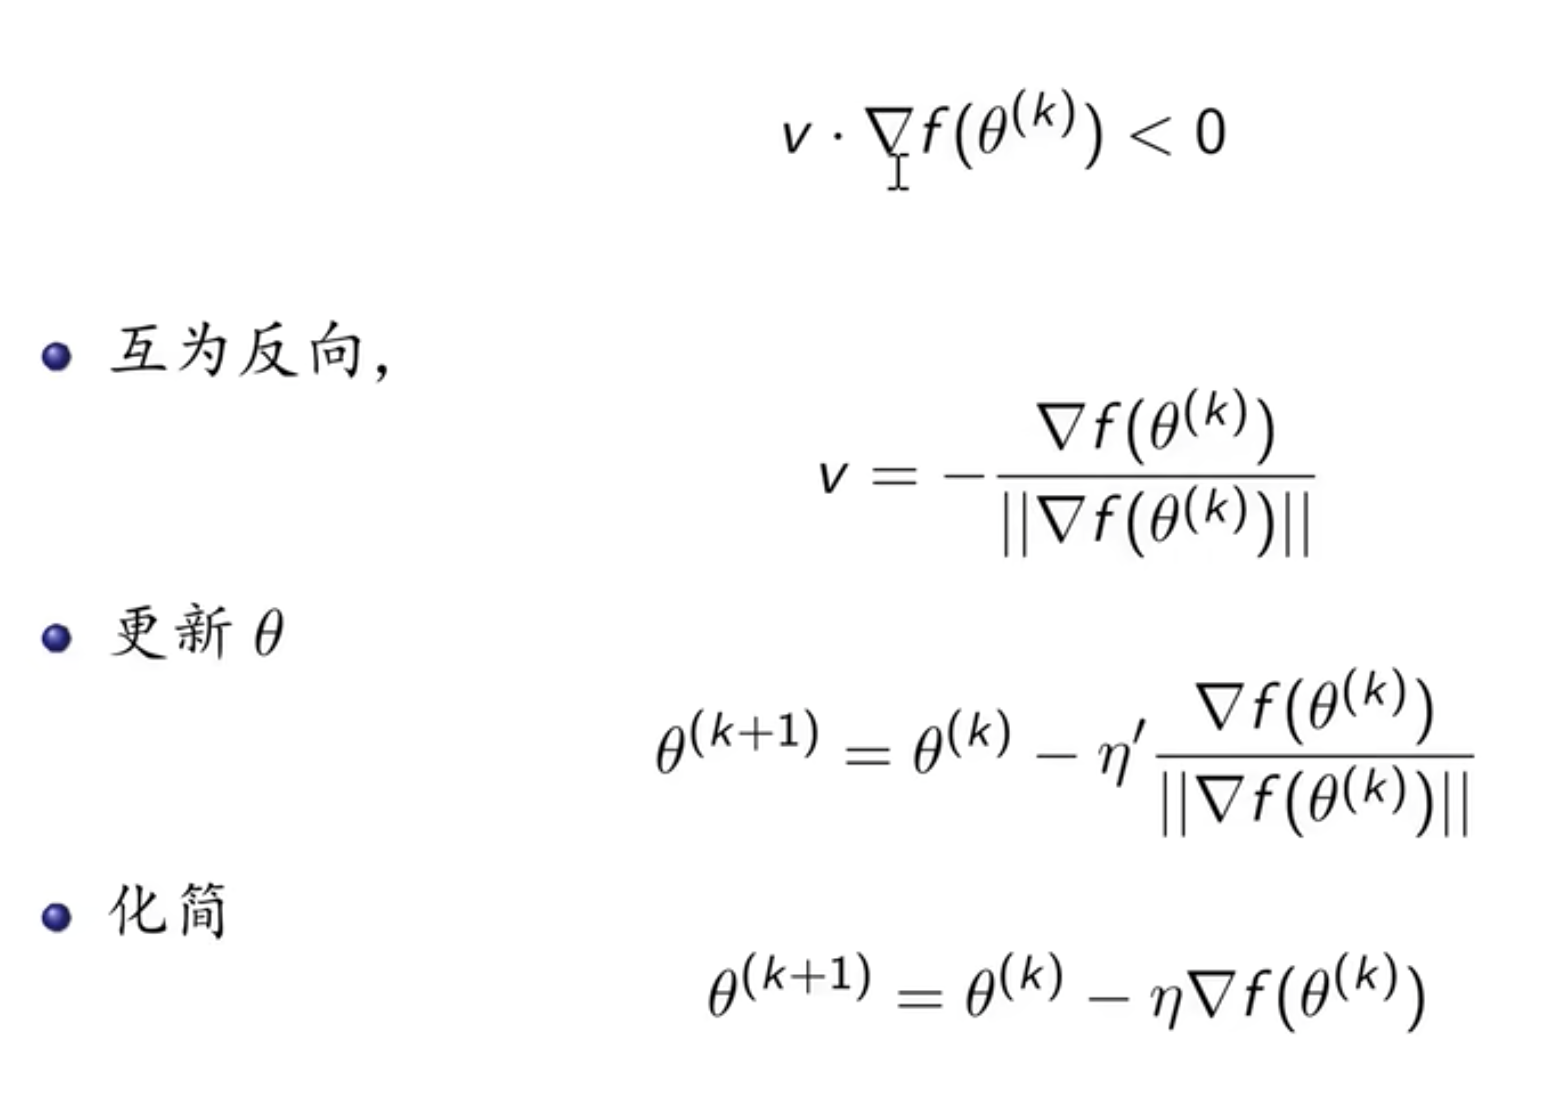 v · ∇f(θ^(k)) < 0
• 互为反向,
v = − ∇f(θ^(k)) / ||∇f(θ^(k))||
• 更新 θ
θ^(k+1) = θ^(k) − η′ ∇f(θ^(k)) / ||∇f(θ^(k))||
• 化简
θ^(k+1) = θ^(k) − η∇f(θ^(k))